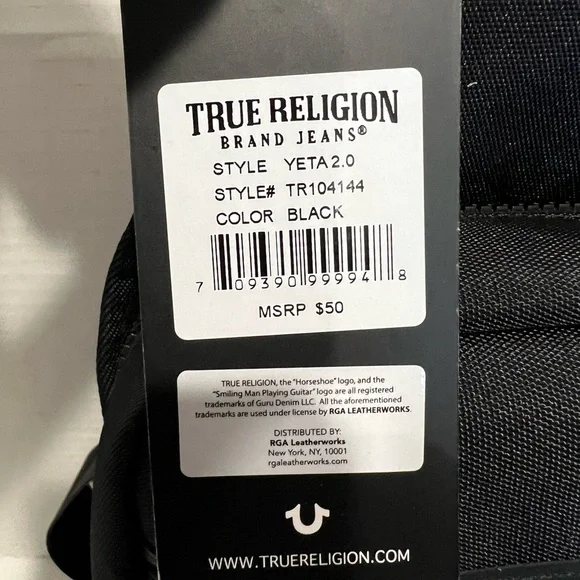 TRUE RELIGION
BRAND JEANS®
STYLE YETA2.0
STYLE# TR104144
COLOR BLACK
7 09390 99994 8
MSRP $50
TRUE RELIGION, the "Horseshoe" logo, and the
"Smiling Man Playing Guitar" logo are all registered
trademarks of Guru Denim LLC. All the aforementioned
trademarks are used under license by RGA LEATHERWORKS.
DISTRIBUTED BY:
RGA Leatherworks
New York, NY, 10001
rgaleatherworks.com
WWW.TRUERELIGION.COM